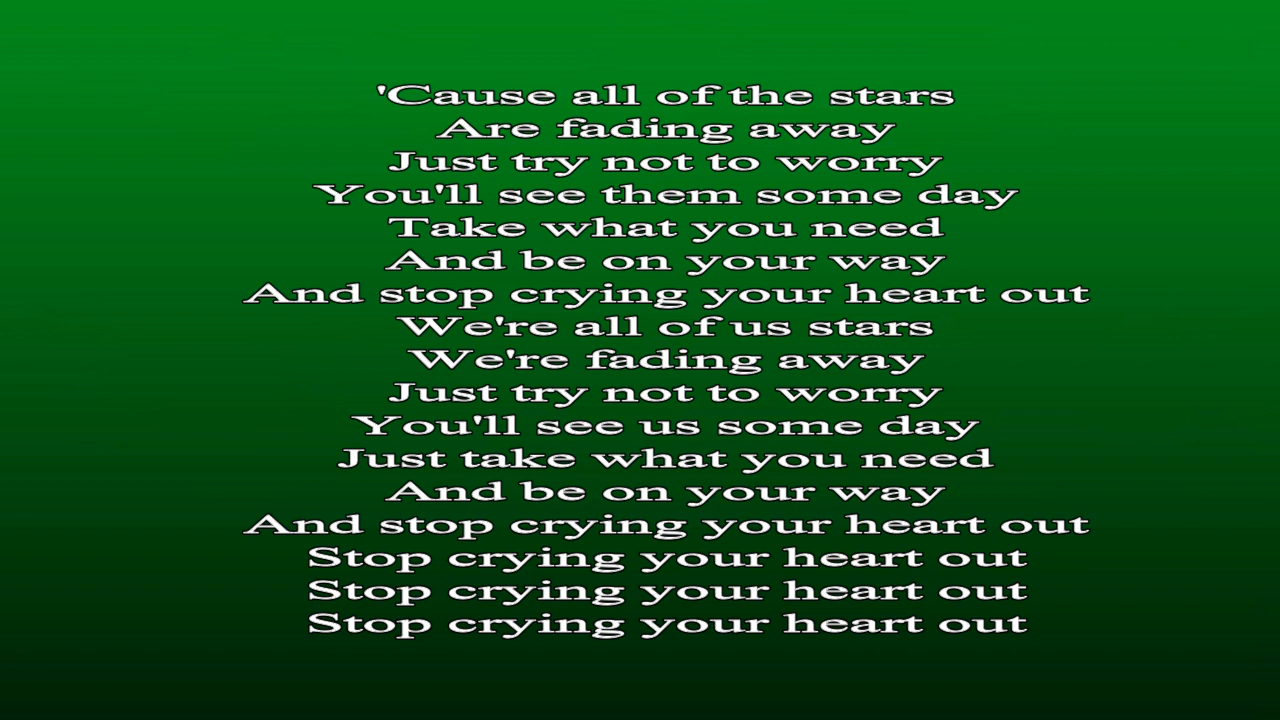 'Cause all of the stars
Are fading away
Just try not to worry
You'll see them some day
Take what you need
And be on your way
And stop crying your heart out
We're all of us stars
We're fading away
Just try not to worry
You'll see us some day
Just take what you need
And be on your way
And stop crying your heart out
Stop crying your heart out
Stop crying your heart out
Stop crying your heart out